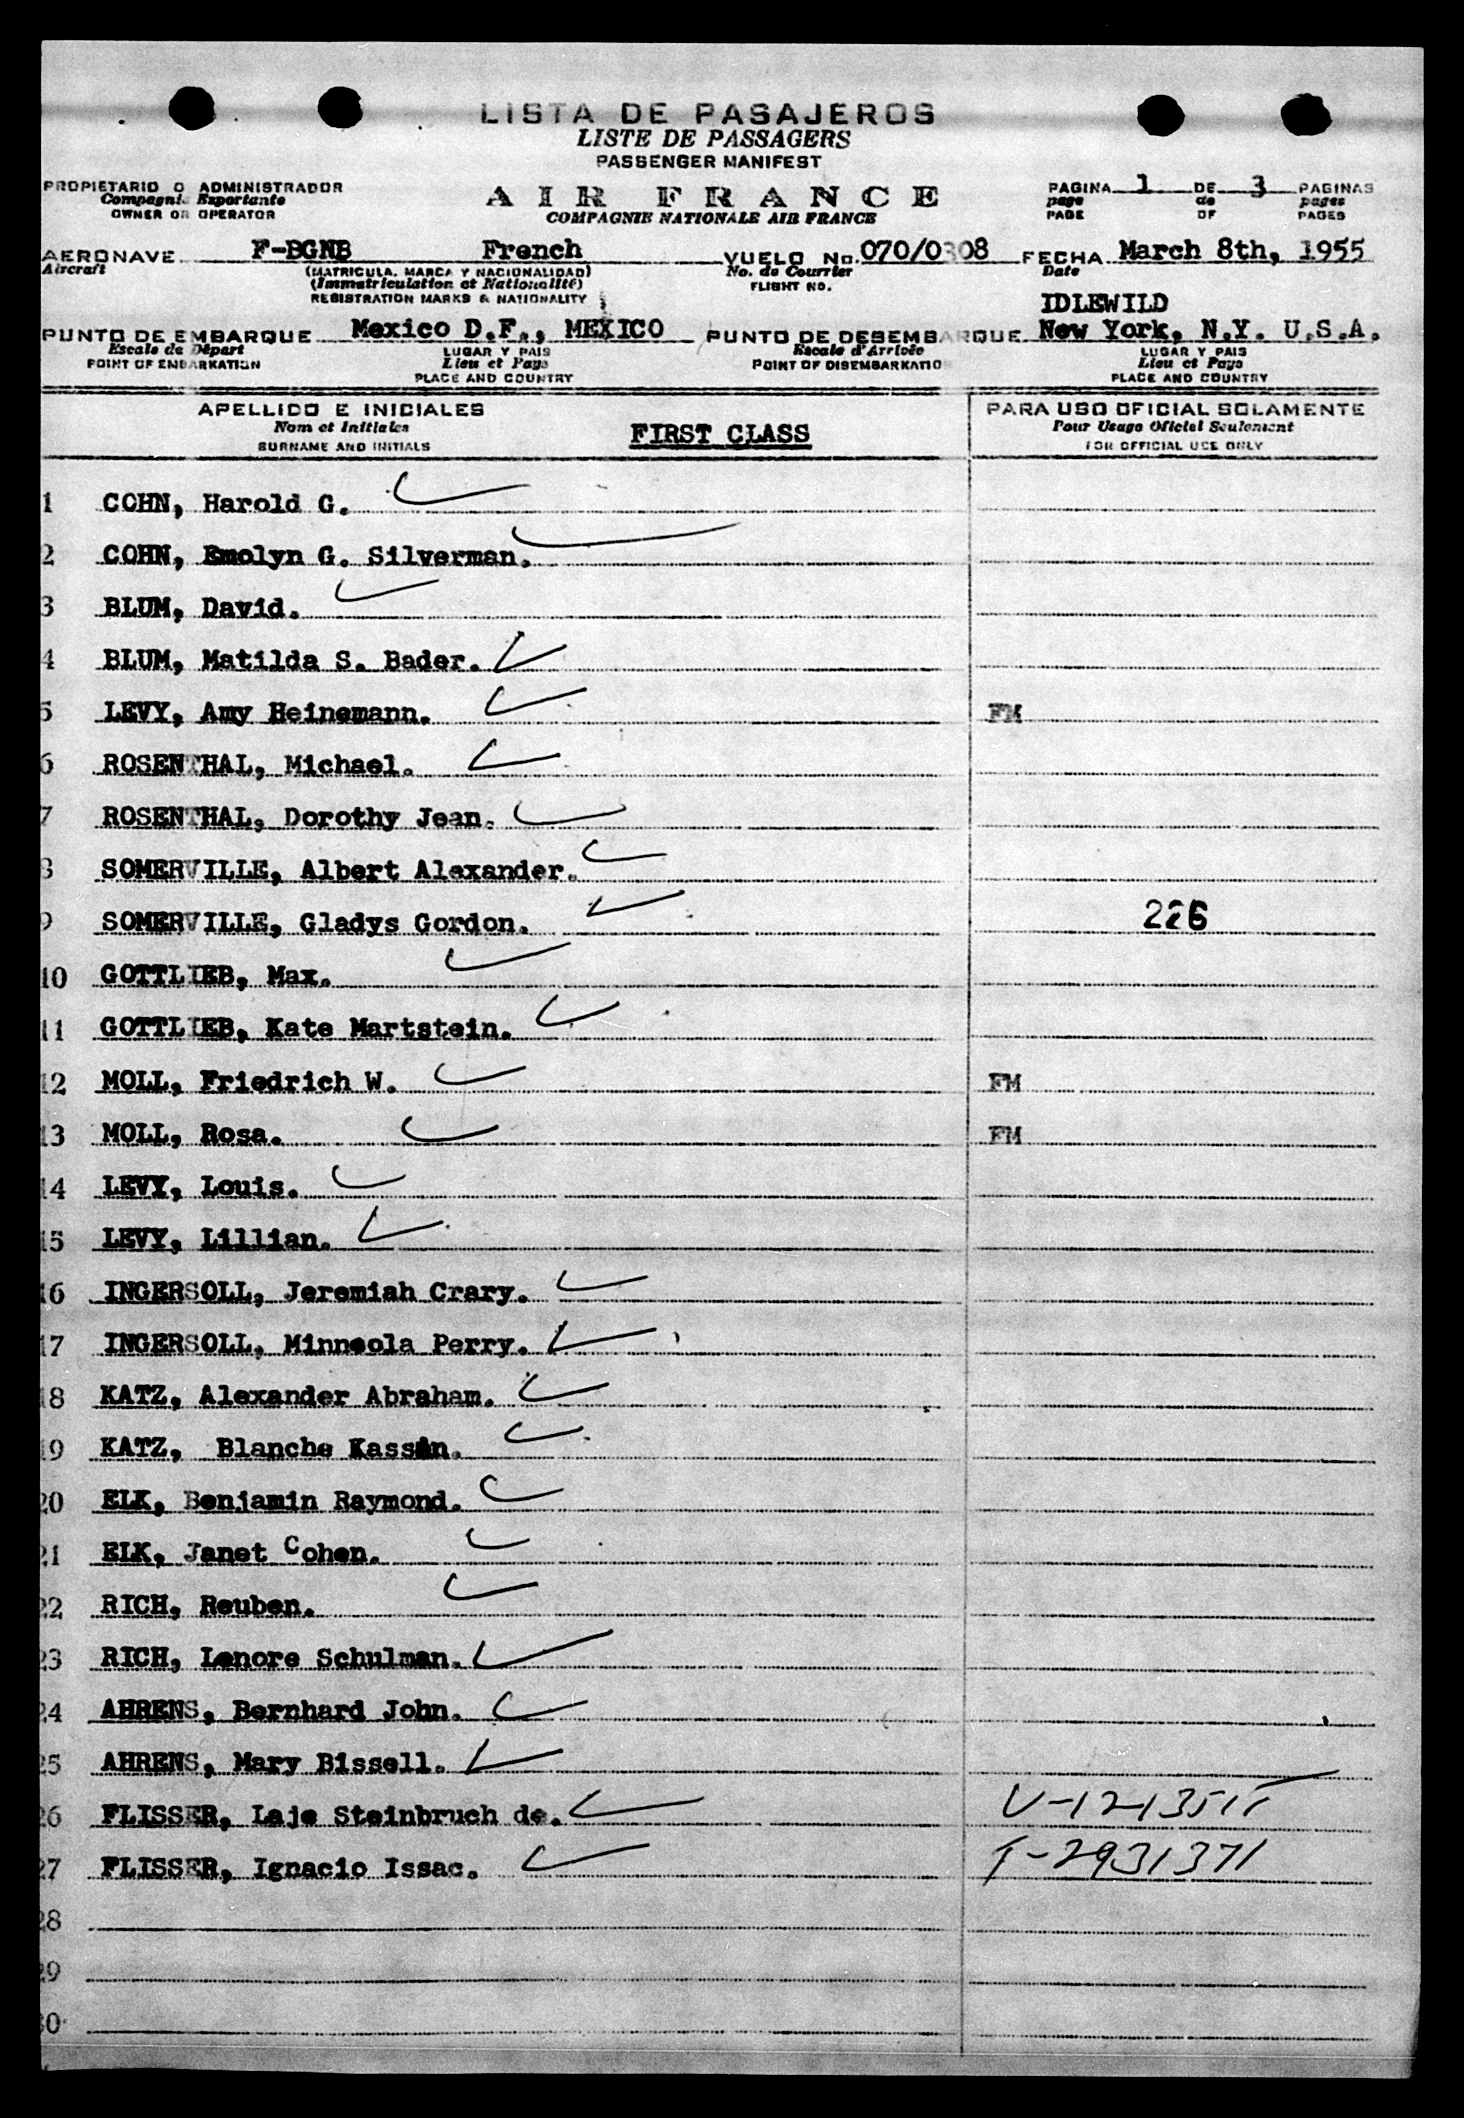 LISTA DE PASAJEROS
LISTE DE PASSAGERS
PASSENGER MANIFEST
PROPIETARIO O ADMINISTRADOR
Compagnie Exportante
OWNER OR OPERATOR
AIR FRANCE
COMPAGNIE NATIONALE AIR FRANCE
PAGINA 1 DE 3 PAGINAS
page de pages
PAGE OF PAGES
AERONAVE F-BGNB French VUELO No. 070/0308 FECHA March 8th, 1955
Aircraft (MATRICULA, MARCA Y NACIONALIDAD) No. de Courrier Date
(Immatriculation et Nationalité) FLIGHT NO.
REGISTRATION MARKS & NATIONALITY
IDLEWILD
PUNTO DE EMBARQUE Mexico D.F., MEXICO PUNTO DE DESEMBARQUE New York, N.Y. U.S.A.
Escale de Départ LUGAR Y PAIS Escale d'Arrivée LUGAR Y PAIS
POINT OF EMBARKATION Lieu et Pays POINT OF DISEMBARKATIO Lieu et Pays
PLACE AND COUNTRY PLACE AND COUNTRY
APELLIDO E INICIALES PARA USO OFICIAL SOLAMENTE
Nom et Initiales FIRST CLASS Pour Usage Officiel Seulement
SURNAME AND INITIALS FOR OFFICIAL USE ONLY
1 COHN, Harold G.
2 COHN, Emolyn G. Silverman.
3 BLUM, David.
4 BLUM, Matilda S. Bader.
5 LEVY, Amy Heinemann. FM
6 ROSENTHAL, Michael.
7 ROSENTHAL, Dorothy Jean.
8 SOMERVILLE, Albert Alexander.
9 SOMERVILLE, Gladys Gordon. 226
10 GOTTLIEB, Max.
11 GOTTLIEB, Kate Martstein.
12 MOLL, Friedrich W. FM
13 MOLL, Rosa. FM
14 LEVY, Louis.
15 LEVY, Lillian.
16 INGERSOLL, Jeremiah Crary.
17 INGERSOLL, Minneola Perry.
18 KATZ, Alexander Abraham.
19 KATZ, Blanche Kassan.
20 ELK, Benjamin Raymond.
21 ELK, Janet Cohen.
22 RICH, Reuben.
23 RICH, Lenore Schulman.
24 AHRENS, Bernhard John.
25 AHRENS, Mary Bissell.
26 FLISSER, Laje Steinbruch de.
27 FLISSER, Ignacio Issac. T-2931371
28
29
30